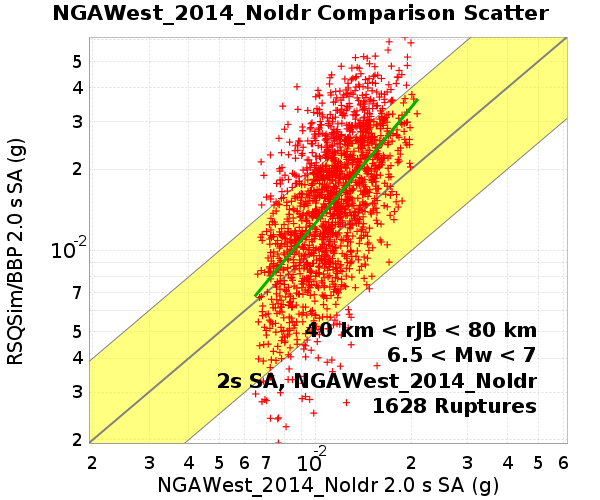 NGAWest_2014_NoIdr Comparison Scatter
RSQSim/BBP 2.0 s SA (g)
5
4
3
2
10-2
7
5
4
3
2
40 km < rJB < 80 km
6.5 < Mw < 7
2s SA, NGAWest_2014_NoIdr
1628 Ruptures
2 3 4 5 6 7 10-2 2 3 4 5 6
NGAWest_2014_NoIdr 2.0 s SA (g)